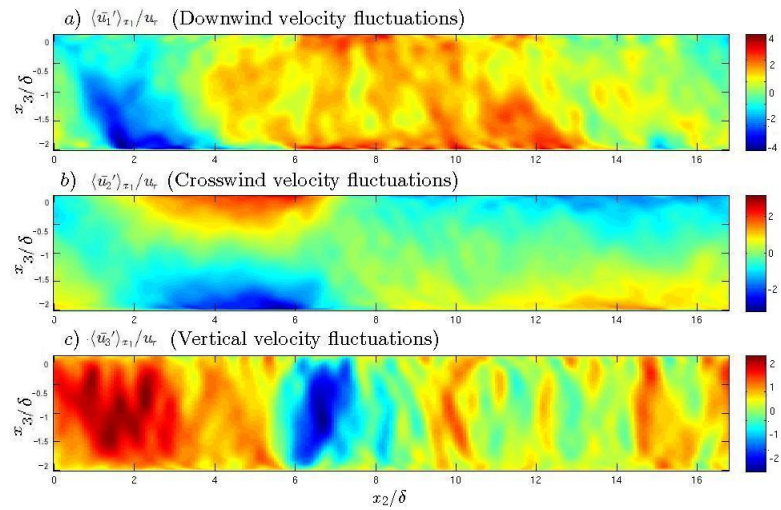 a) ⟨ū₁′⟩ₓ₁/uᵣ (Downwind velocity fluctuations)
x₃/δ
0
-0.5
-1
-1.5
-2
0 2 4 6 8 10 12 14 16
4
2
0
-2
-4
b) ⟨ū₂′⟩ₓ₁/uᵣ (Crosswind velocity fluctuations)
x₃/δ
0
-0.5
-1
-1.5
-2
0 2 4 6 8 10 12 14 16
2
0
-2
c) ⟨ū₃′⟩ₓ₁/uᵣ (Vertical velocity fluctuations)
x₃/δ
0
-0.5
-1
-1.5
-2
0 2 4 6 8 10 12 14 16
2
1
0
-1
-2
x₂/δ